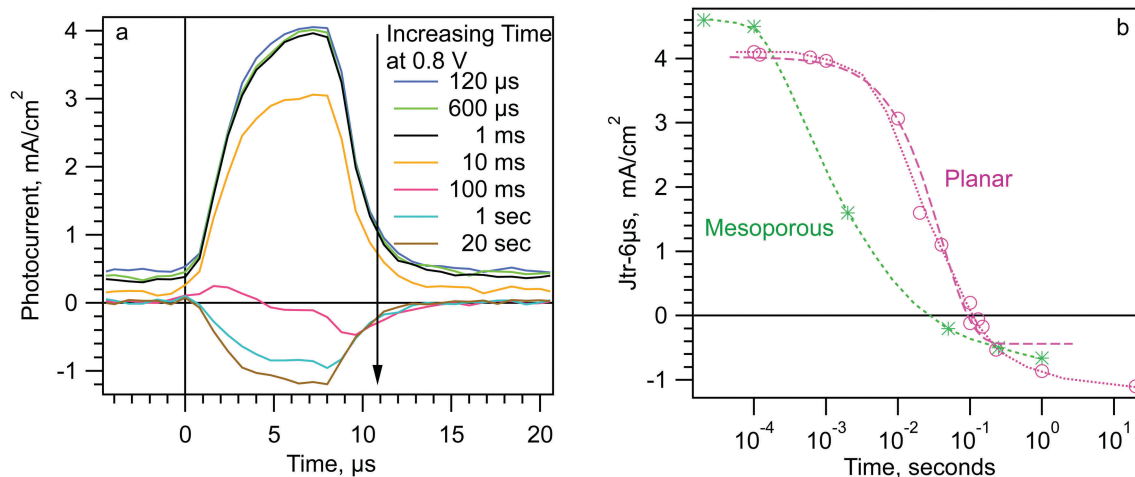 a
Increasing Time
at 0.8 V
120 µs
600 µs
1 ms
10 ms
100 ms
1 sec
20 sec
Photocurrent, mA/cm²
4
3
2
1
0
-1
0
5
10
15
20
Time, µs
b
Planar
Mesoporous
Jtr-6µs, mA/cm²
4
3
2
1
0
-1
10⁻⁴
10⁻³
10⁻²
10⁻¹
10⁰
10¹
Time, seconds